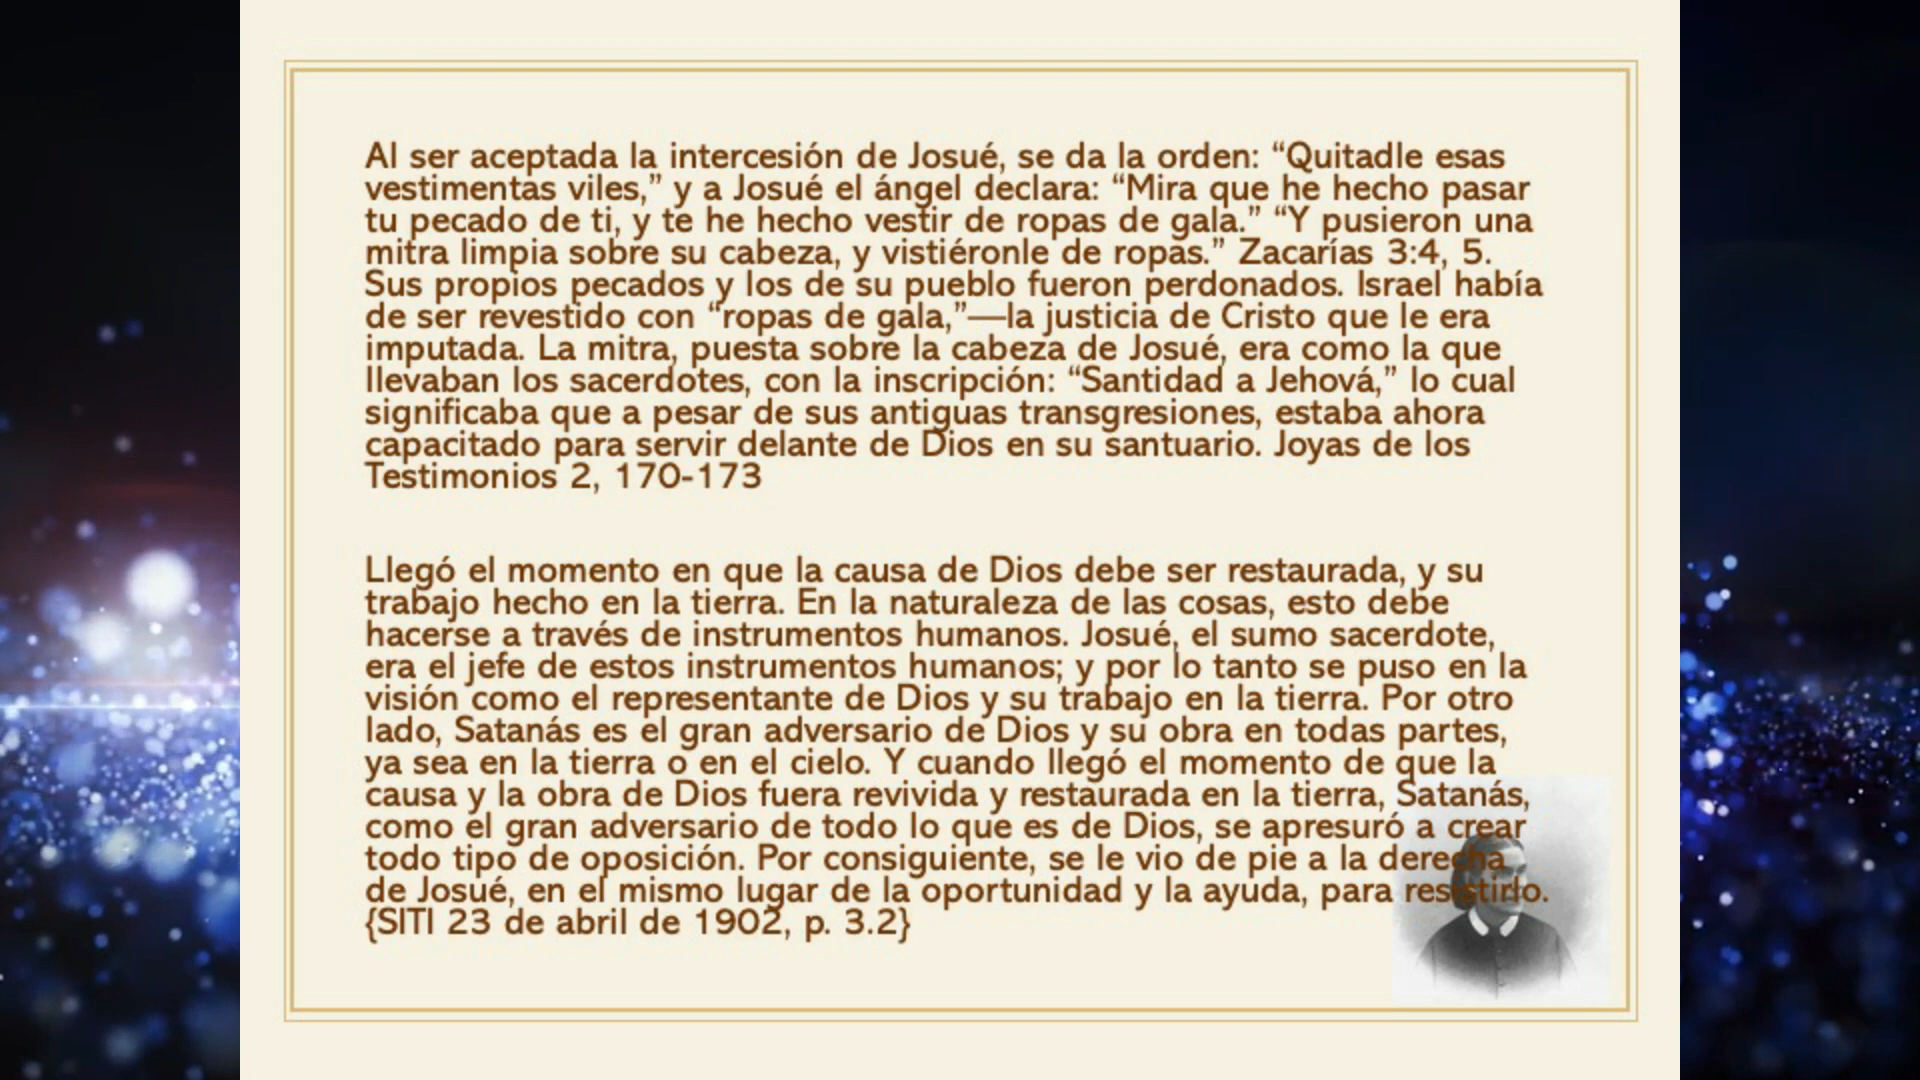 Al ser aceptada la intercesión de Josué, se da la orden: “Quitadle esas
vestimentas viles,” y a Josué el ángel declara: “Mira que he hecho pasar
tu pecado de ti, y te he hecho vestir de ropas de gala.” “Y pusieron una
mitra limpia sobre su cabeza, y vistiéronle de ropas.” Zacarías 3:4, 5.
Sus propios pecados y los de su pueblo fueron perdonados. Israel había
de ser revestido con “ropas de gala,”—la justicia de Cristo que le era
imputada. La mitra, puesta sobre la cabeza de Josué, era como la que
llevaban los sacerdotes, con la inscripción: “Santidad a Jehová,” lo cual
significaba que a pesar de sus antiguas transgresiones, estaba ahora
capacitado para servir delante de Dios en su santuario. Joyas de los
Testimonios 2, 170-173
Llegó el momento en que la causa de Dios debe ser restaurada, y su
trabajo hecho en la tierra. En la naturaleza de las cosas, esto debe
hacerse a través de instrumentos humanos. Josué, el sumo sacerdote,
era el jefe de estos instrumentos humanos; y por lo tanto se puso en la
visión como el representante de Dios y su trabajo en la tierra. Por otro
lado, Satanás es el gran adversario de Dios y su obra en todas partes,
ya sea en la tierra o en el cielo. Y cuando llegó el momento de que la
causa y la obra de Dios fuera revivida y restaurada en la tierra, Satanás,
como el gran adversario de todo lo que es de Dios, se apresuró a crear
todo tipo de oposición. Por consiguiente, se le vio de pie a la derecha
de Josué, en el mismo lugar de la oportunidad y la ayuda, para resistirlo.
{SITI 23 de abril de 1902, p. 3.2}